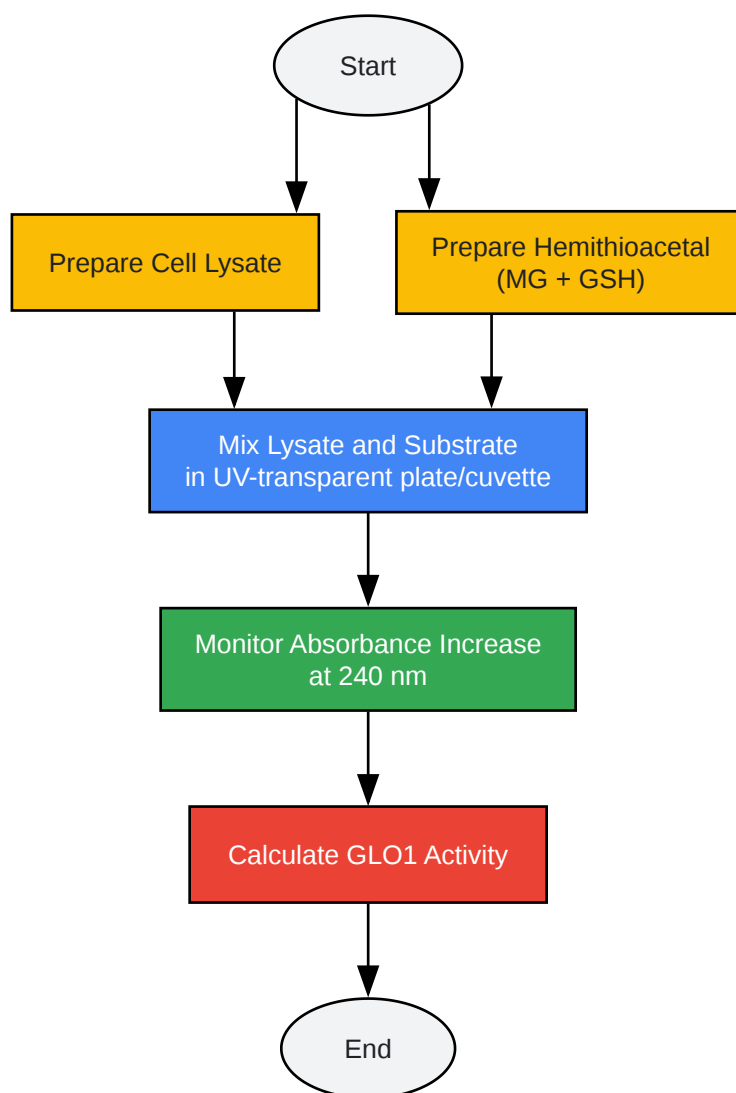 Start
Prepare Cell Lysate
Prepare Hemithioacetal
(MG + GSH)
Mix Lysate and Substrate
in UV-transparent plate/cuvette
Monitor Absorbance Increase
at 240 nm
Calculate GLO1 Activity
End